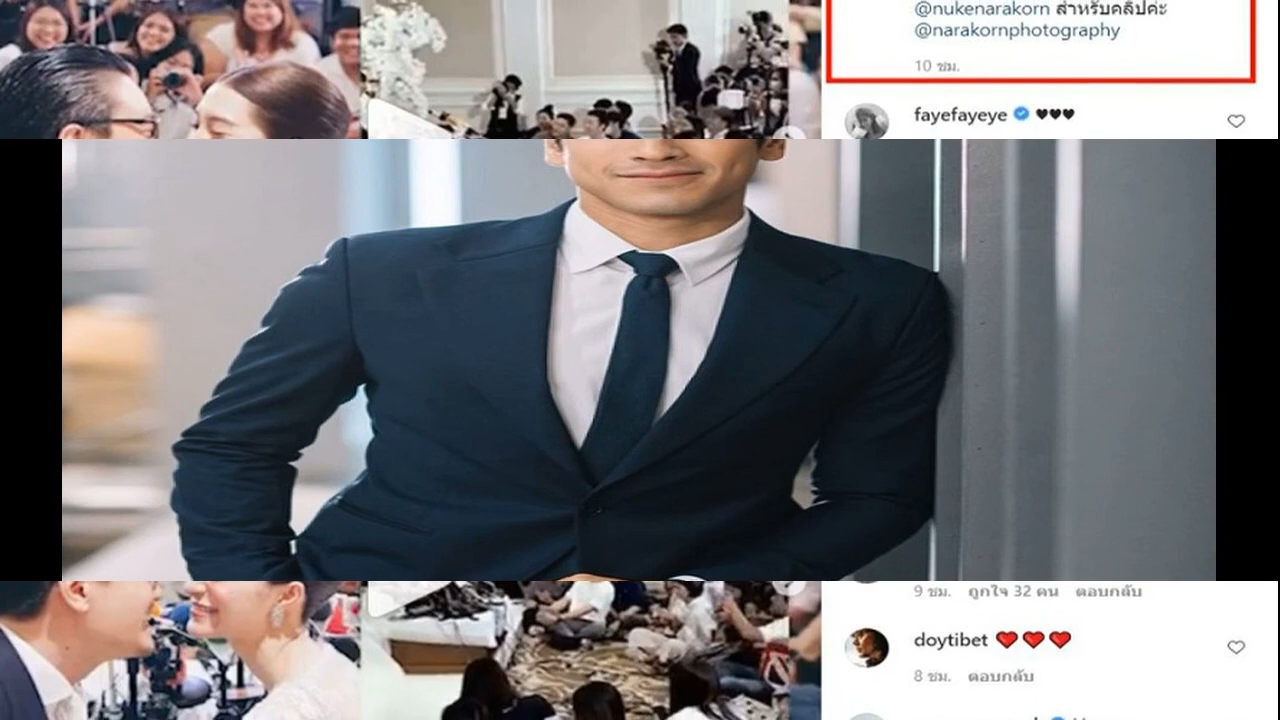 @nukenarakorn สำหรับคลิปค่ะ
@narakornphotography
10 ชม.
fayefayeye
9 ชม. ถูกใจ 32 คน ตอบกลับ
doytibet
8 ชม. ตอบกลับ